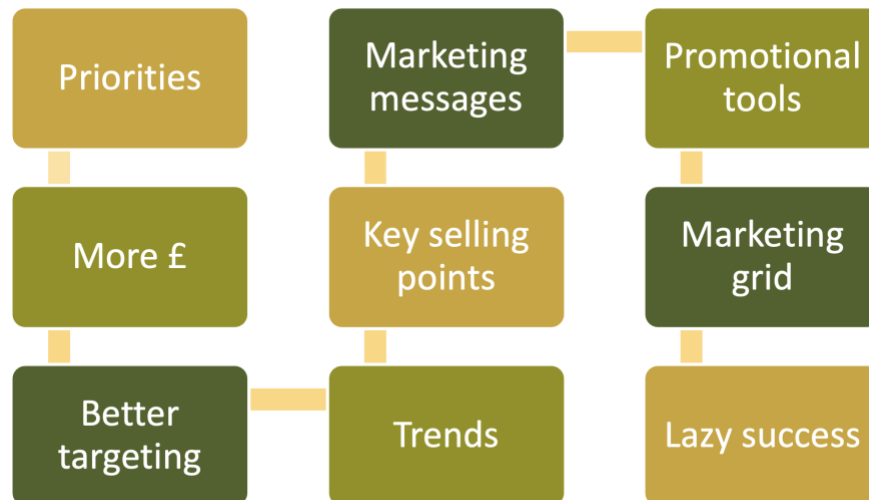 Priorities
More £
Better
targeting
Trends
Key selling
points
Marketing
messages
Promotional
tools
Marketing
grid
Lazy success